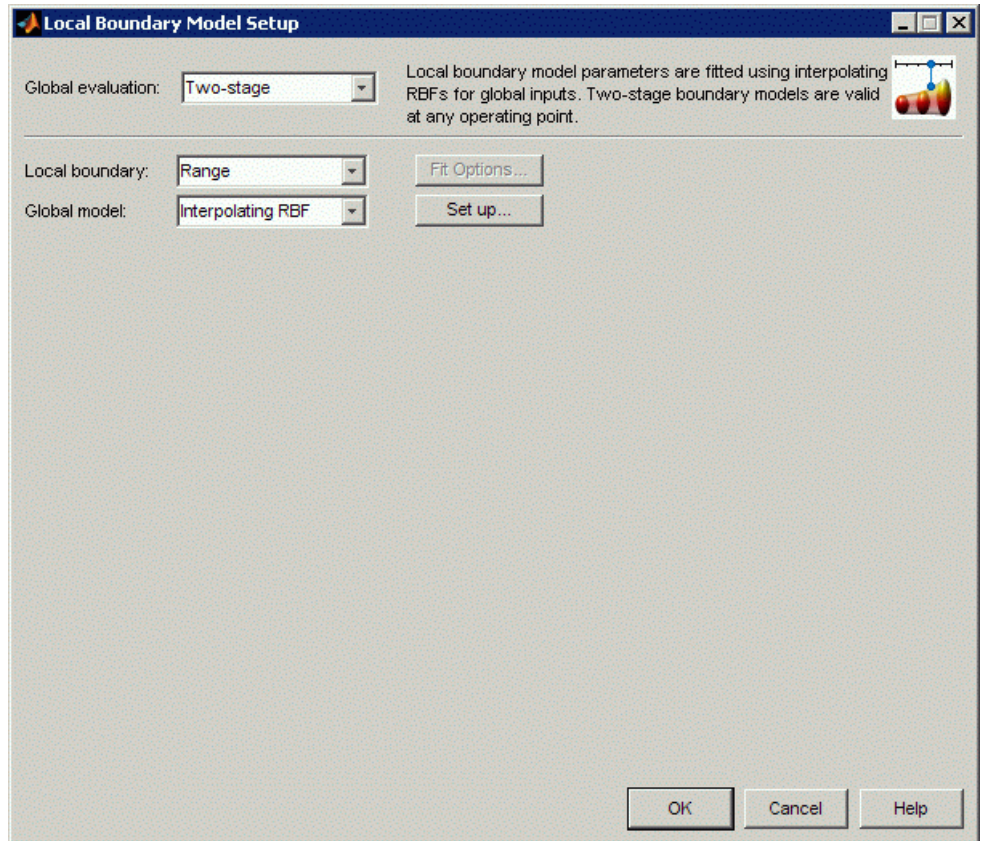 Local Boundary Model Setup
Global evaluation: Two-stage
Local boundary model parameters are fitted using interpolating
RBFs for global inputs. Two-stage boundary models are valid
at any operating point.
Local boundary: Range Fit Options...
Global model: Interpolating RBF Set up...
OK Cancel Help